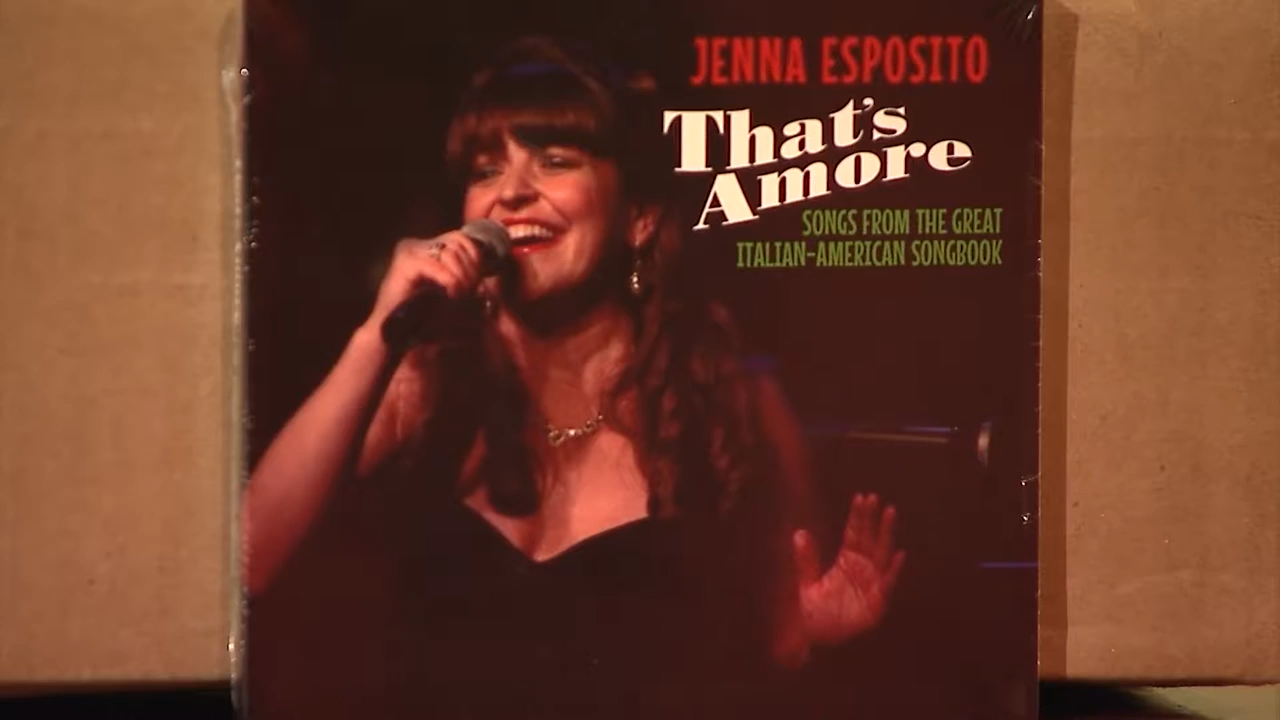 JENNA ESPOSITO
That's
Amore
SONGS FROM THE GREAT
ITALIAN-AMERICAN SONGBOOK